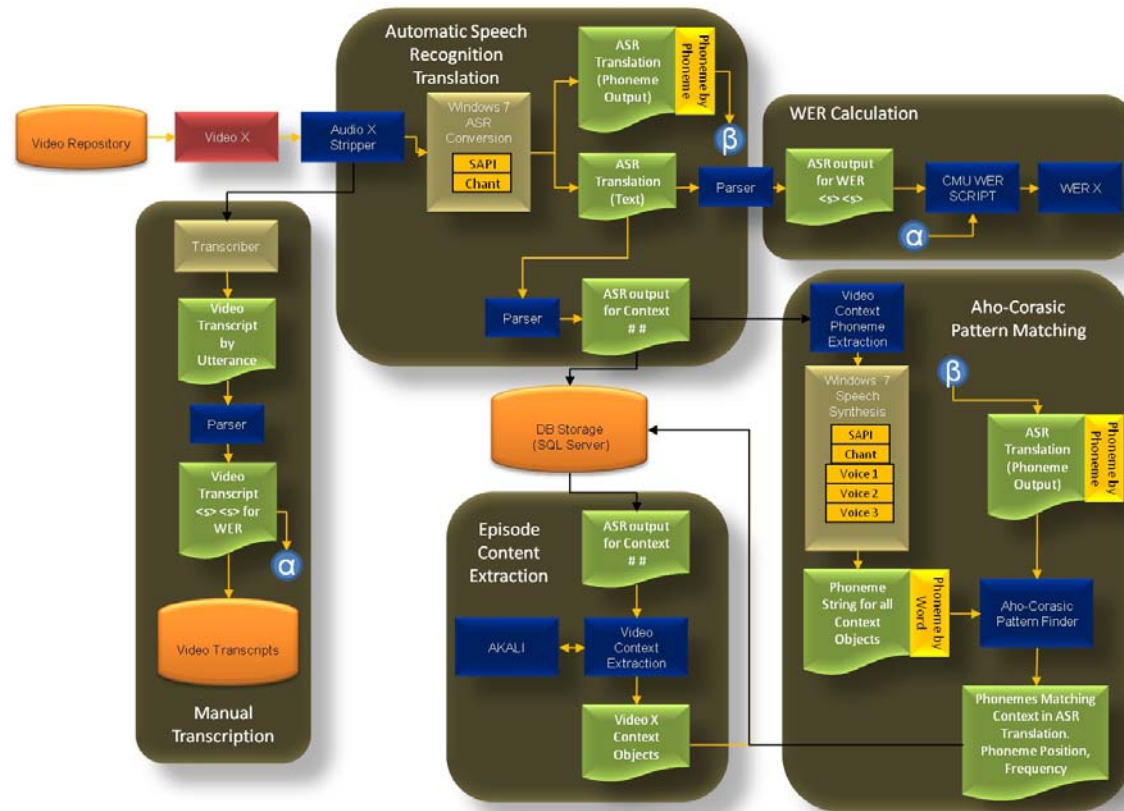 Automatic Speech
Recognition
Translation
Video Repository
Video X
Audio X
Stripper
Windows 7
ASR
Conversion
SAPI
Chant
ASR
Translation
(Phoneme
Output)
Phoneme by
Phoneme
β
ASR
Translation
(Text)
Parser
Parser
ASR output
for Context
# #
WER Calculation
ASR output
for WER
<s> <s>
CMU WER
SCRIPT
WER X
α
Transcriber
Video
Transcript
by
Utterance
Parser
Video
Transcript
<s> <s> for
WER
α
Video Transcripts
Manual
Transcription
DB Storage
(SQL Server)
Episode
Content
Extraction
ASR output
for Context
# #
AKALI
Video
Context
Extraction
Video X
Context
Objects
Aho-Corasic
Pattern Matching
Video
Context
Phoneme
Extraction
Windows 7
Speech
Synthesis
SAPI
Chant
Voice 1
Voice 2
Voice 3
β
ASR
Translation
(Phoneme
Output)
Phoneme by
Phoneme
Phoneme
String for all
Context
Objects
Phoneme by
Word
Aho-Corasic
Pattern Finder
Phonemes Matching
Context in ASR
Translation.
Phoneme Position,
Frequency